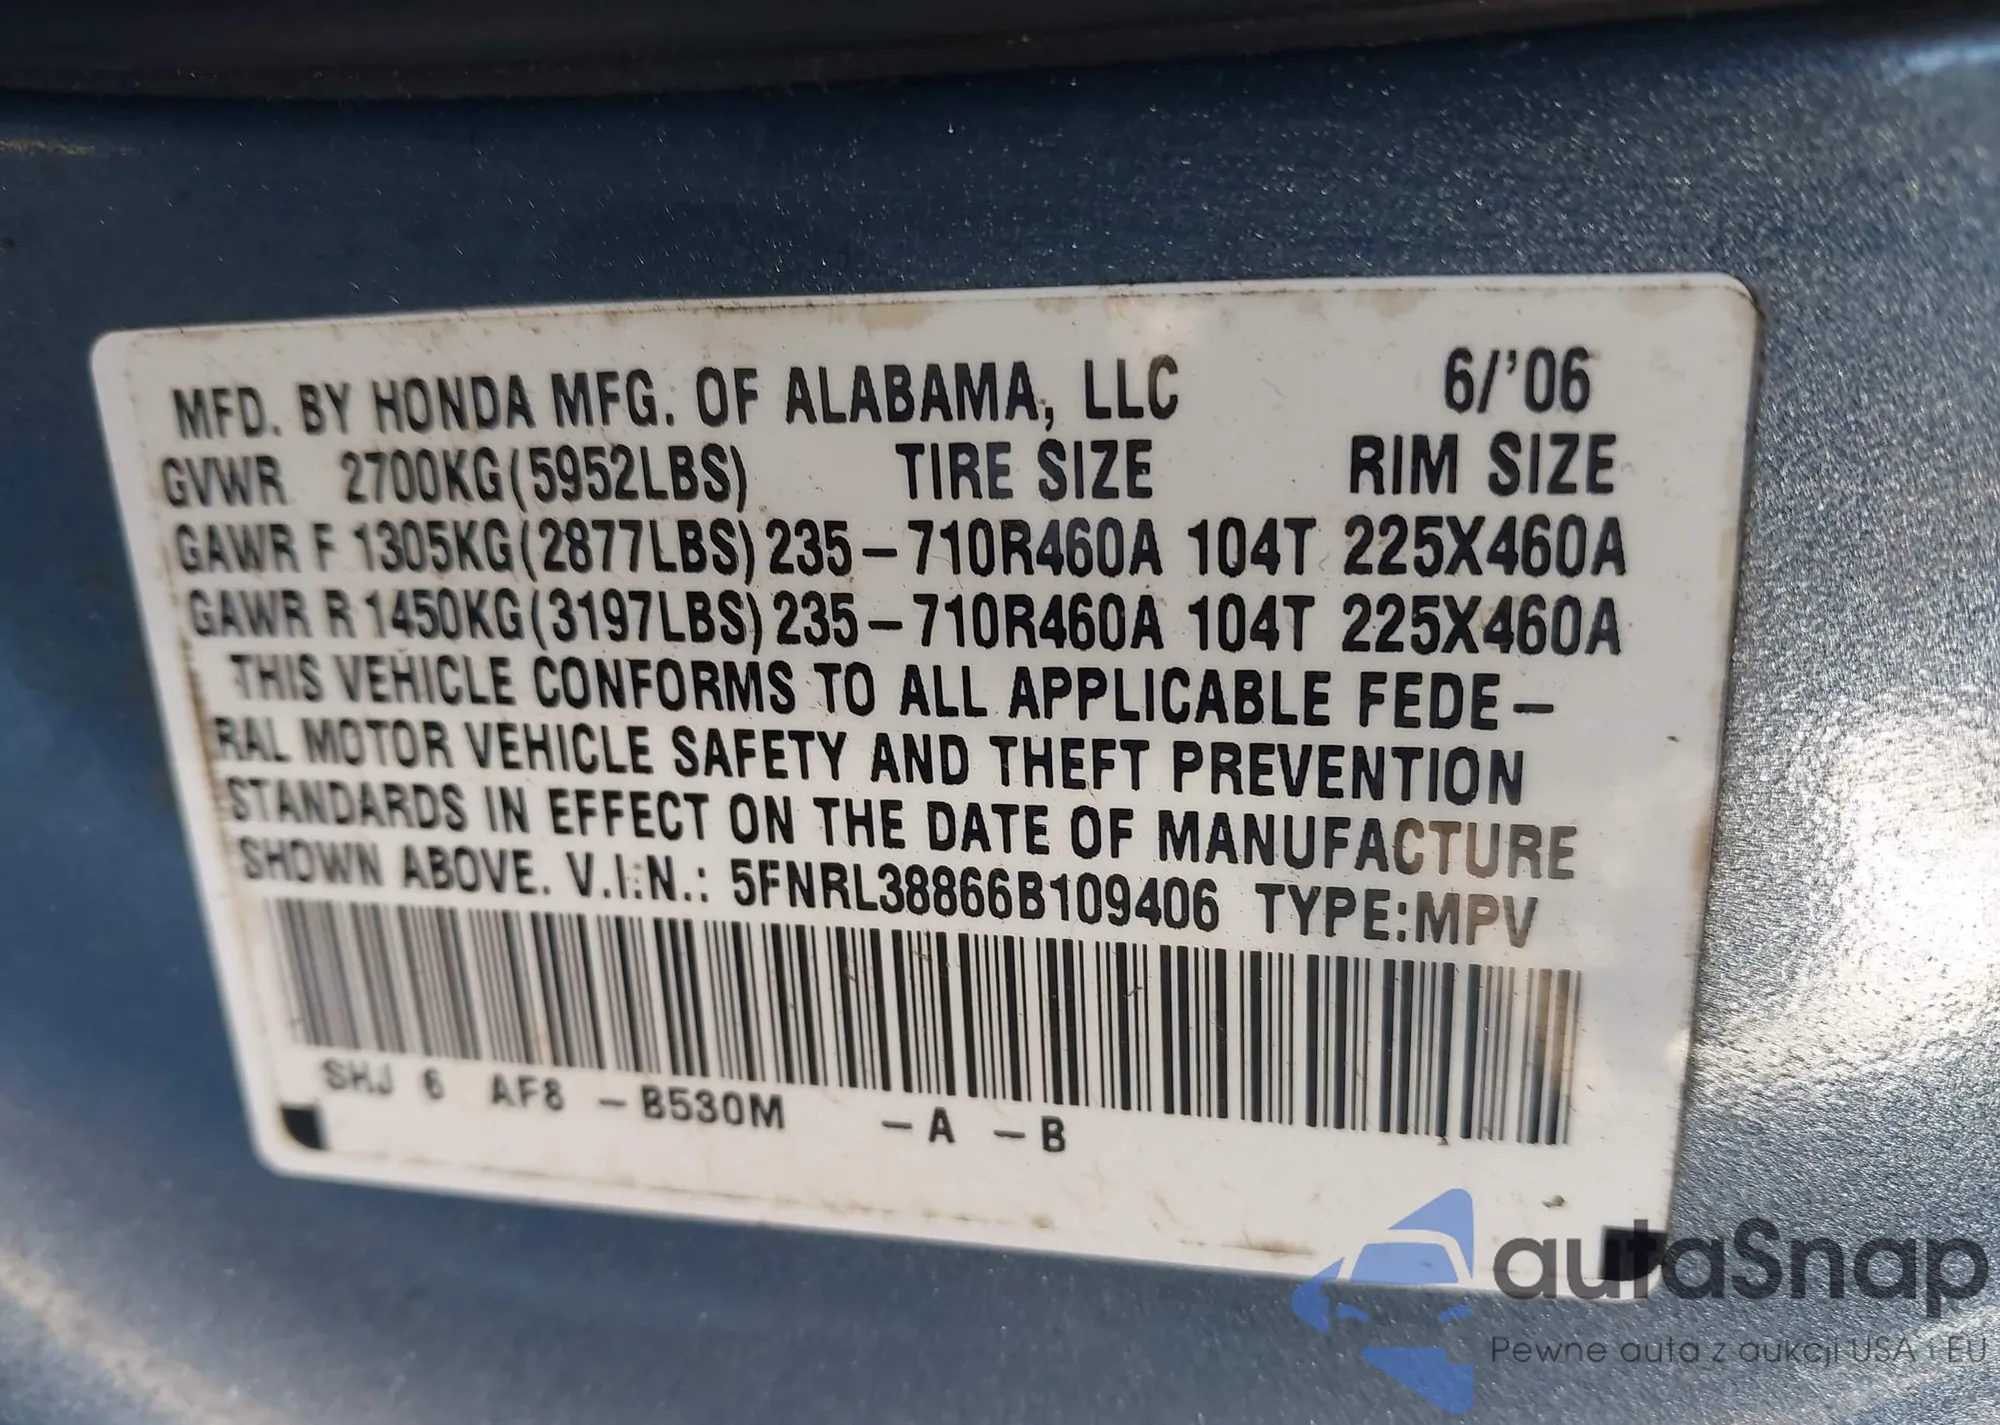 MFD. BY HONDA MFG. OF ALABAMA, LLC 6/'06
GVWR 2700KG(5952LBS) TIRE SIZE RIM SIZE
GAWR F 1305KG(2877LBS)235-710R460A 104T 225X460A
GAWR R 1450KG(3197LBS)235-710R460A 104T 225X460A
THIS VEHICLE CONFORMS TO ALL APPLICABLE FEDE-
RAL MOTOR VEHICLE SAFETY AND THEFT PREVENTION
STANDARDS IN EFFECT ON THE DATE OF MANUFACTURE
SHOWN ABOVE. V.I.N.: 5FNRL38866B109406 TYPE:MPV
SHJ 6 AF8 -B530M -A -B
autaSnap
Pewne auta z aukcji USA i EU